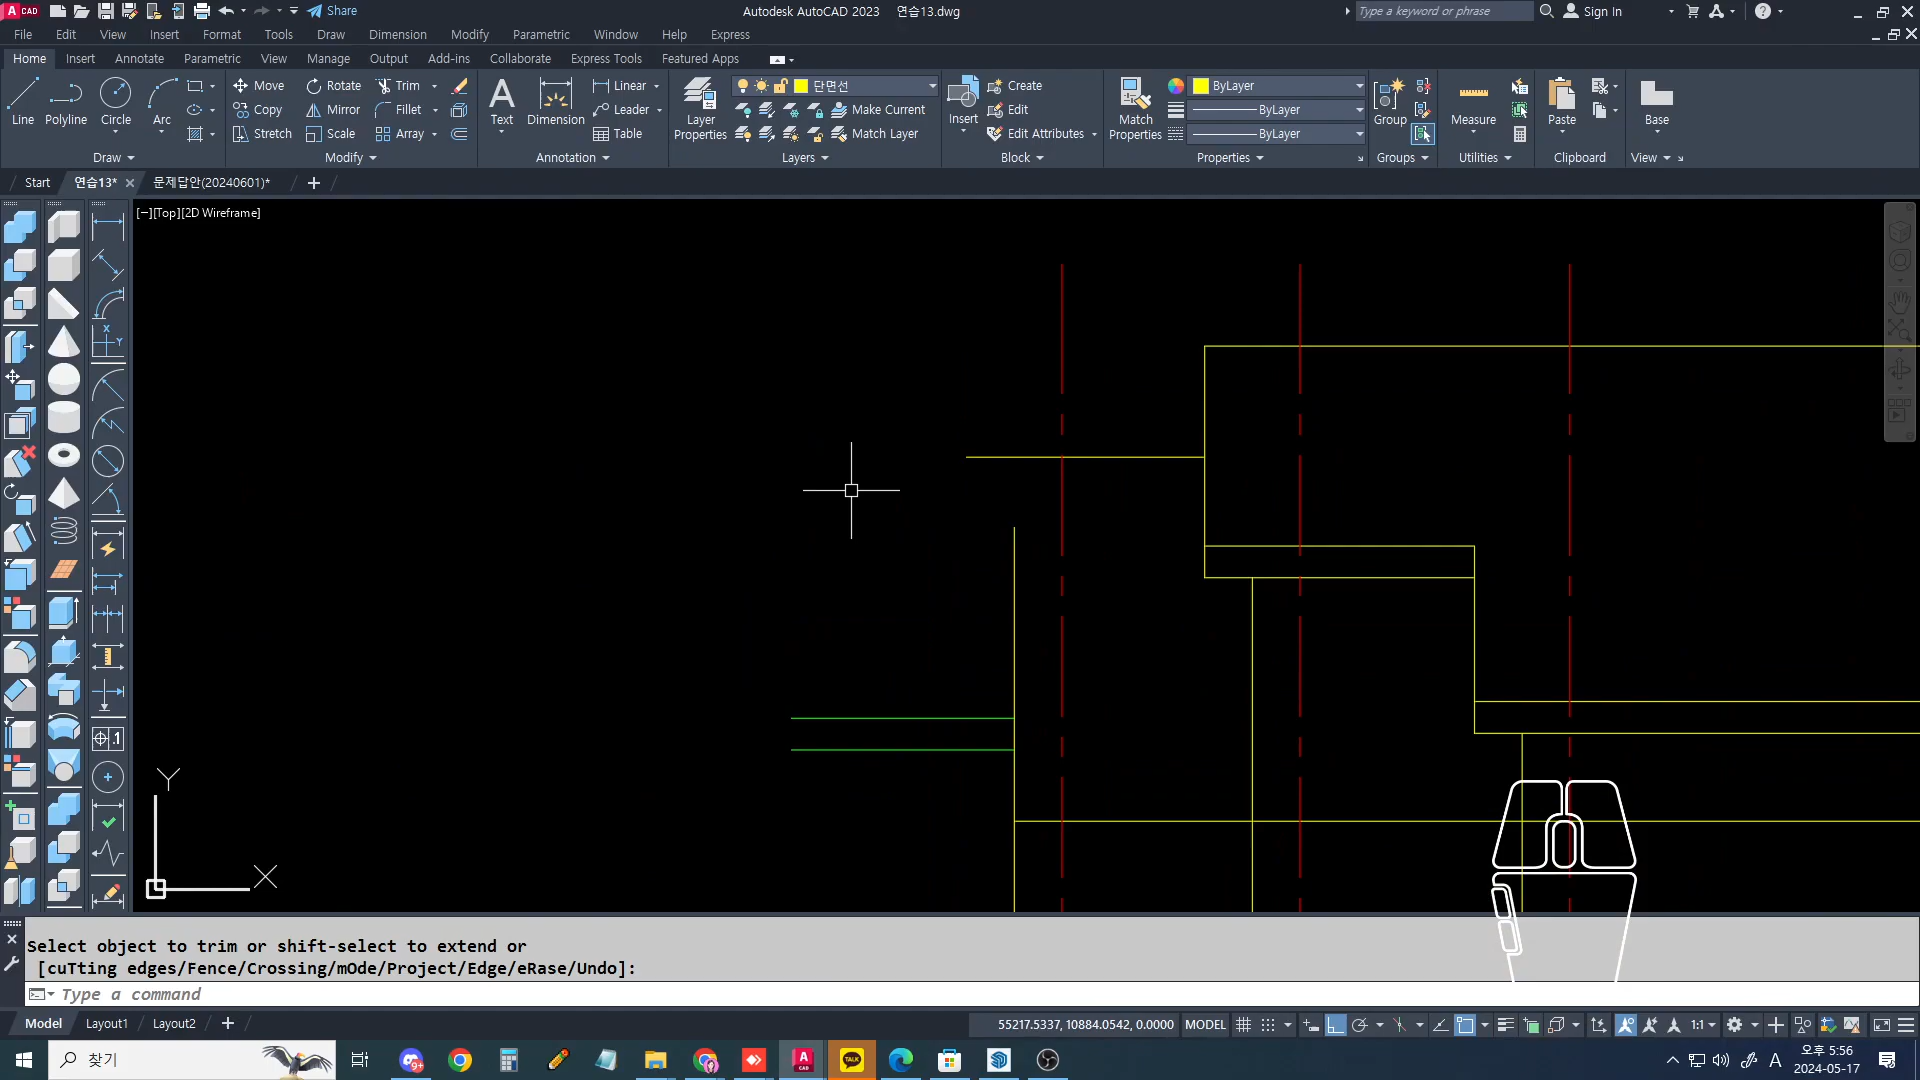 A CAD
Share
Autodesk AutoCAD 2023 연습13.dwg
Type a keyword or phrase
Sign In
File Edit View Insert Format Tools Draw Dimension Modify Parametric Window Help Express
Home Insert Annotate Parametric View Manage Output Add-ins Collaborate Express Tools Featured Apps
Line Polyline Circle Arc
Move Rotate Trim
Copy Mirror Fillet
Stretch Scale Array
Text Dimension
Linear
Leader
Table
Layer Properties
단면선
Make Current
Match Layer
Insert
Create
Edit
Edit Attributes
Match Properties
ByLayer
ByLayer
ByLayer
Group Measure Paste Base
Draw Modify Annotation Layers Block Properties Groups Utilities Clipboard View
Start 연습13* 문제답안(20240601)*
[−][Top][2D Wireframe]
X
Y
.1
Y
X
Select object to trim or shift-select to extend or
[cuTting edges/Fence/Crossing/mOde/Project/Edge/eRase/Undo]:
Type a command
Model Layout1 Layout2
55217.5337, 10884.0542, 0.0000 MODEL 1:1
찾기
9+
A CAD
TALK
A
오후 5:56
2024-05-17